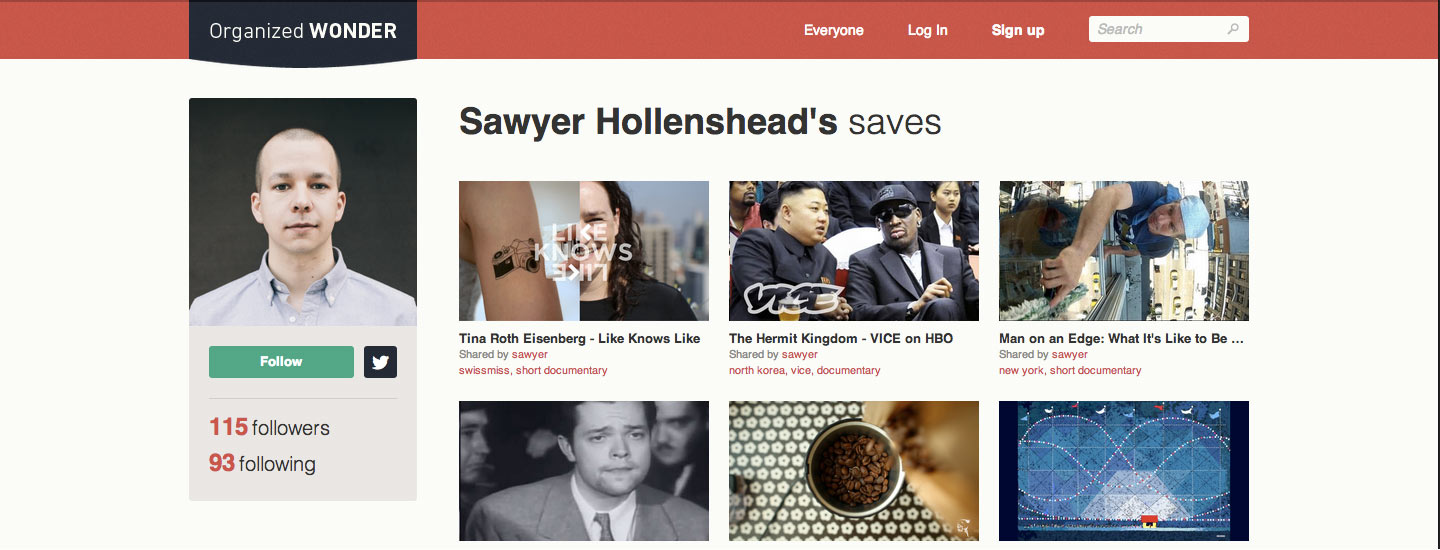 Organized WONDER
Everyone
Log In
Sign up
Search
Sawyer Hollenshead's saves
Follow
115 followers
93 following
LIKE
KNOWS
LIKE
Tina Roth Eisenberg - Like Knows Like
Shared by sawyer
swissmiss, short documentary
VICE
The Hermit Kingdom - VICE on HBO
Shared by sawyer
north korea, vice, documentary
Man on an Edge: What It's Like to Be ...
Shared by sawyer
new york, short documentary